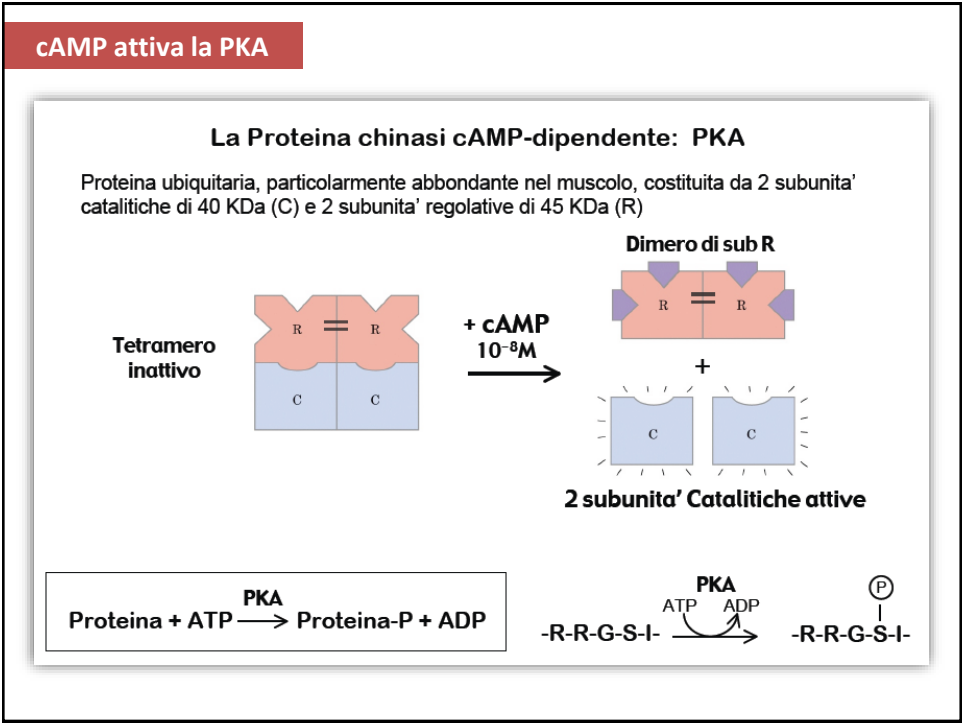 cAMP attiva la PKA
La Proteina chinasi cAMP-dipendente: PKA
Proteina ubiquitaria, particolarmente abbondante nel muscolo, costituita da 2 subunita'
catalitiche di 40 KDa (C) e 2 subunita' regolative di 45 KDa (R)
Dimero di sub R
R = R
R = R
+ cAMP
10⁻⁸M
Tetramero
inattivo
+
C C
C C
2 subunita' Catalitiche attive
PKA
Proteina + ATP → Proteina-P + ADP
PKA
ATP ADP
P
-R-R-G-S-I- → -R-R-G-S-I-